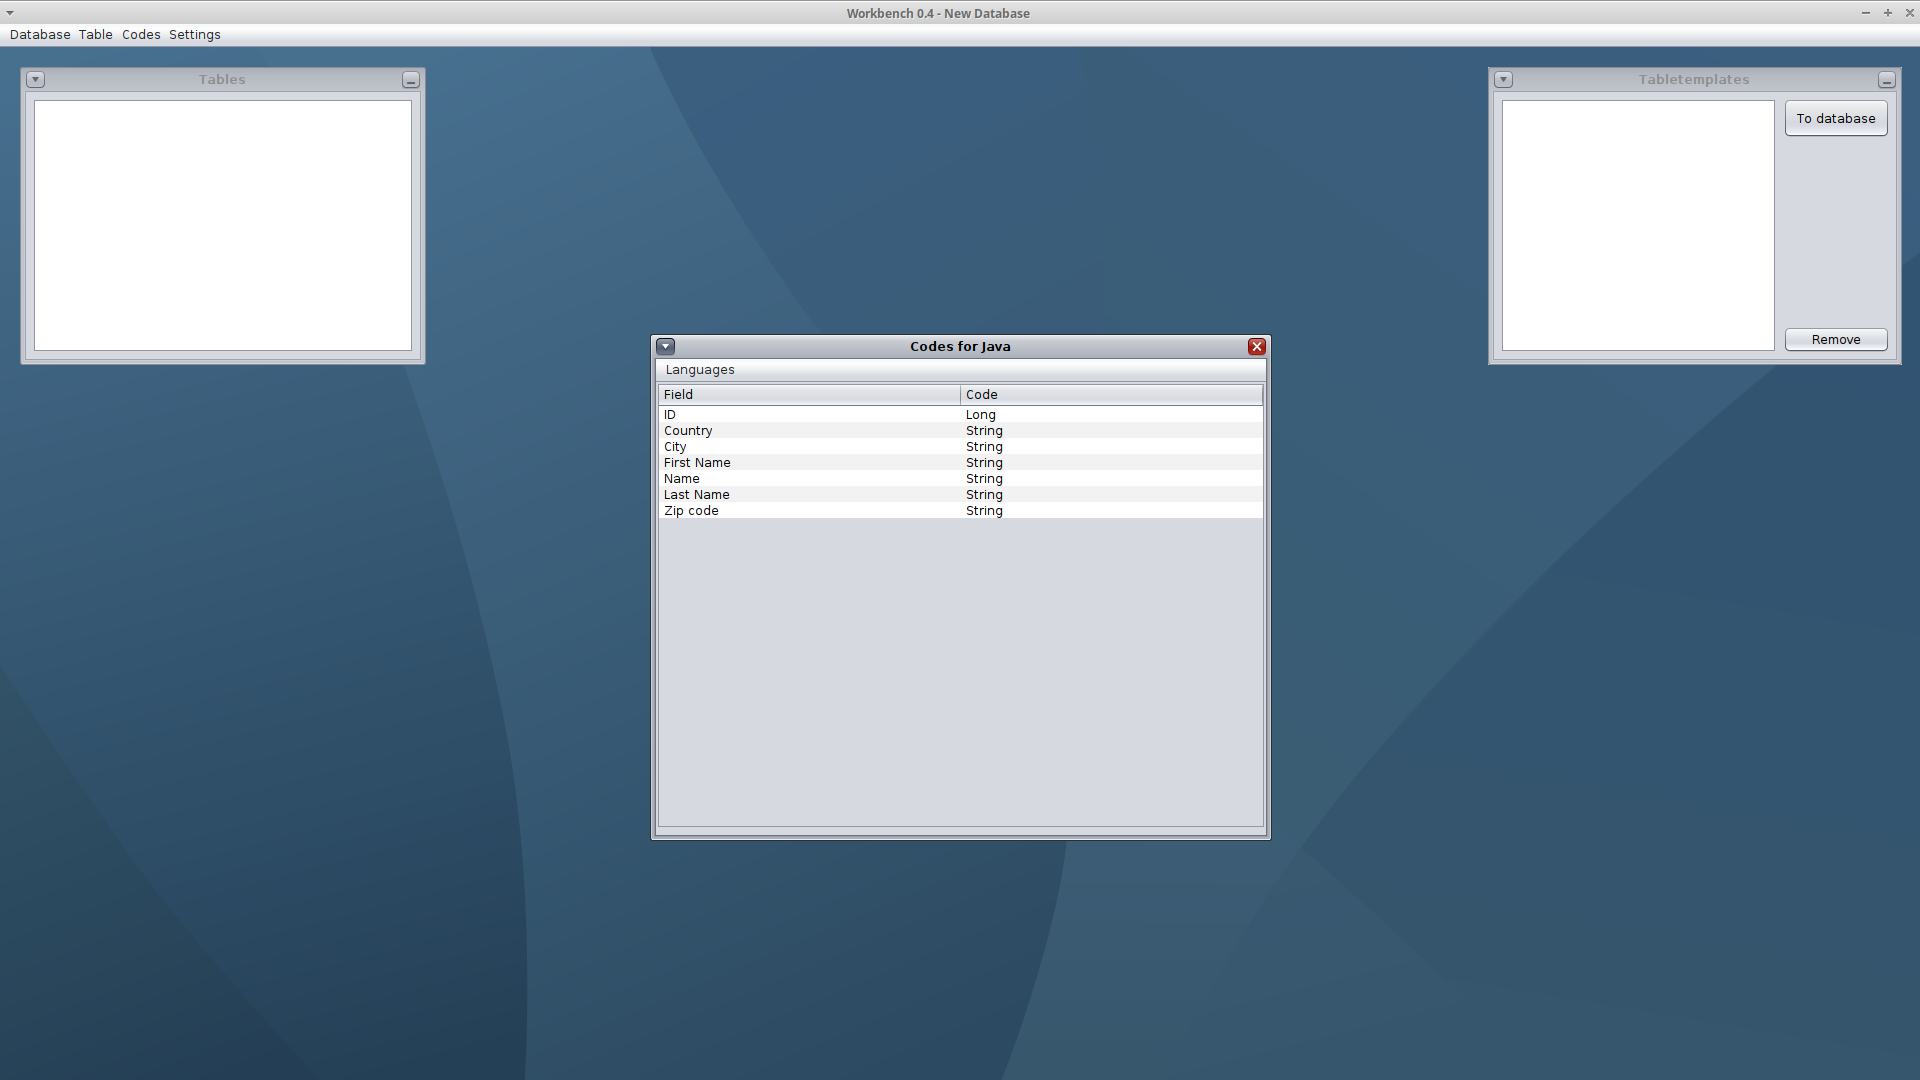 Workbench 0.4 - New Database
Database Table Codes Settings
Tables
Tabletemplates
To database
Remove
Codes for Java
Languages
Field Code
ID Long
Country String
City String
First Name String
Name String
Last Name String
Zip code String